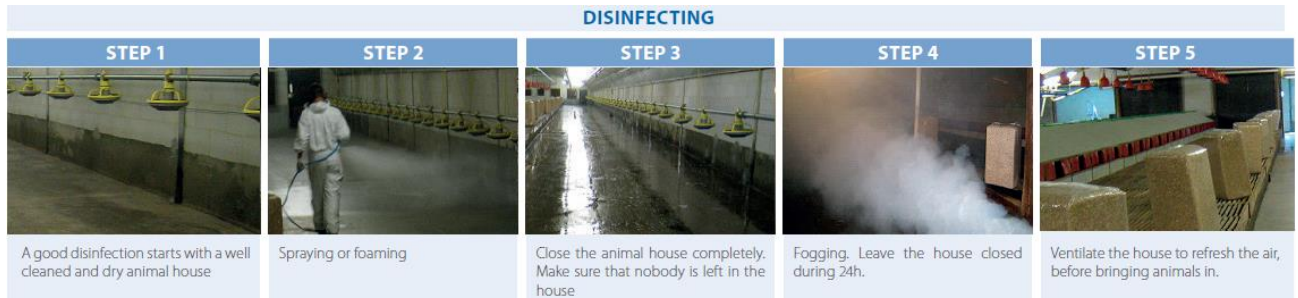 DISINFECTING
STEP 1
STEP 2
STEP 3
STEP 4
STEP 5
A good disinfection starts with a well
cleaned and dry animal house
Spraying or foaming
Close the animal house completely.
Make sure that nobody is left in the
house
Fogging. Leave the house closed
during 24h.
Ventilate the house to refresh the air,
before bringing animals in.